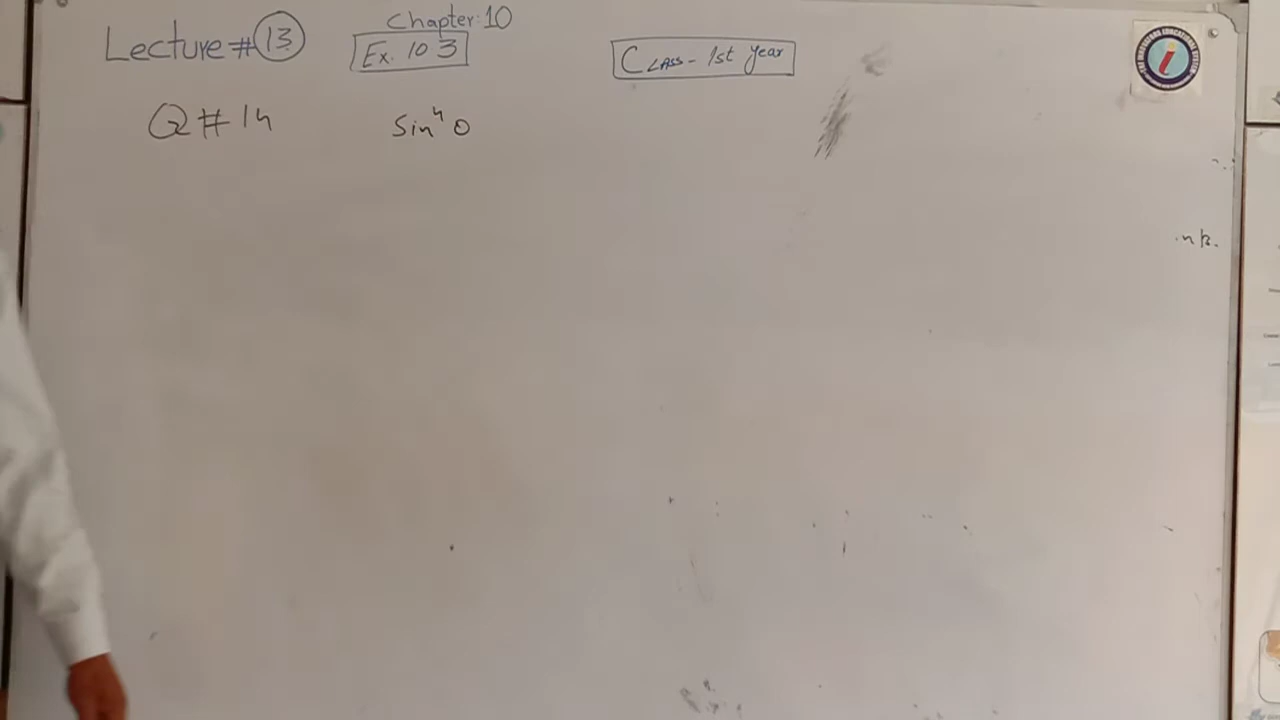 Chapter: 10
Lecture # 13
Ex. 10 3
Class - 1st year
Q # 14
Sin⁴ θ